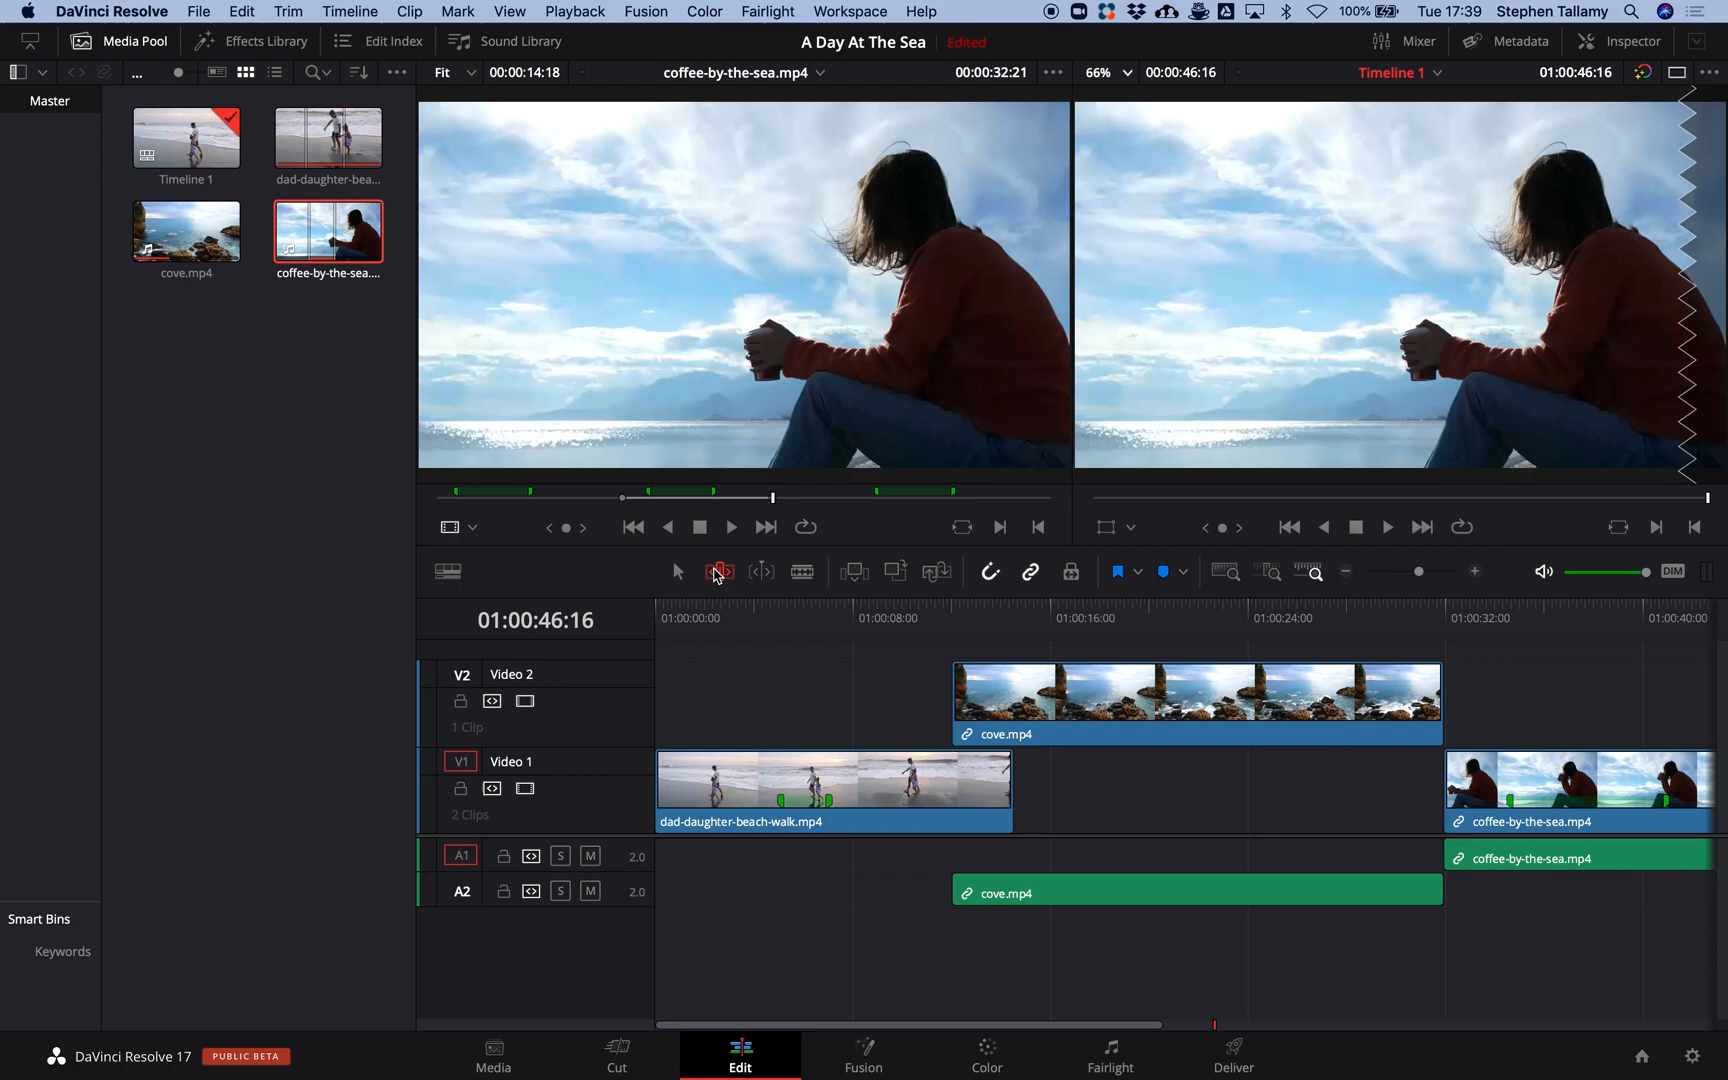 DaVinci Resolve File Edit Trim Timeline Clip Mark View Playback Fusion Color Fairlight Workspace Help 100% Tue 17:39 Stephen Tallamy
Media Pool Effects Library Edit Index Sound Library A Day At The Sea Edited Mixer Metadata Inspector
... Fit 00:00:14:18 coffee-by-the-sea.mp4 00:00:32:21 66% 00:00:46:16 Timeline 1 01:00:46:16
Master
Timeline 1 dad-daughter-bea...
cove.mp4 coffee-by-the-sea....
DIM
01:00:46:16 01:00:00:00 01:00:08:00 01:00:16:00 01:00:24:00 01:00:32:00 01:00:40:00
V2 Video 2
1 Clip cove.mp4
V1 Video 1
2 Clips dad-daughter-beach-walk.mp4 coffee-by-the-sea.mp4
A1 S M 2.0 coffee-by-the-sea.mp4
A2 S M 2.0 cove.mp4
Smart Bins
Keywords
DaVinci Resolve 17 PUBLIC BETA Media Cut Edit Fusion Color Fairlight Deliver